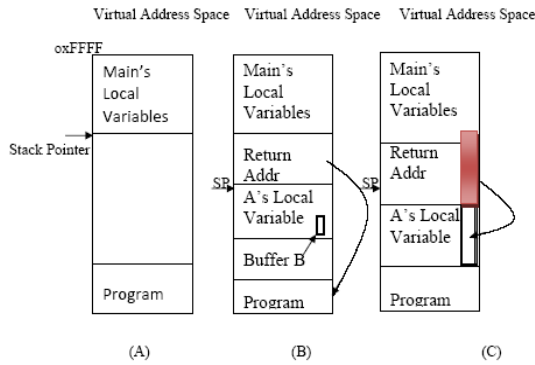 Virtual Address Space
Virtual Address Space
Virtual Address Space
oxFFFF
Main's
Local
Variables
Stack Pointer
Program
(A)
Main's
Local
Variables
Return
Addr
SP
A's Local
Variable
Buffer B
Program
(B)
Main's
Local
Variables
Return
Addr
SP
A's Local
Variable
Program
(C)